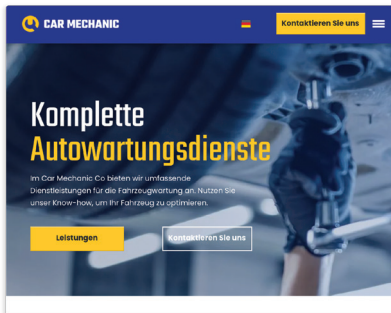 CAR MECHANIC
Kontaktieren Sie uns
Komplette
Autowartungsdienste
Im Car Mechanic Co bieten wir umfassende
Dienstleistungen für die Fahrzeugwartung an. Nutzen Sie
unser Know-how, um Ihr Fahrzeug zu optimieren.
Leistungen
Kontaktieren Sie uns